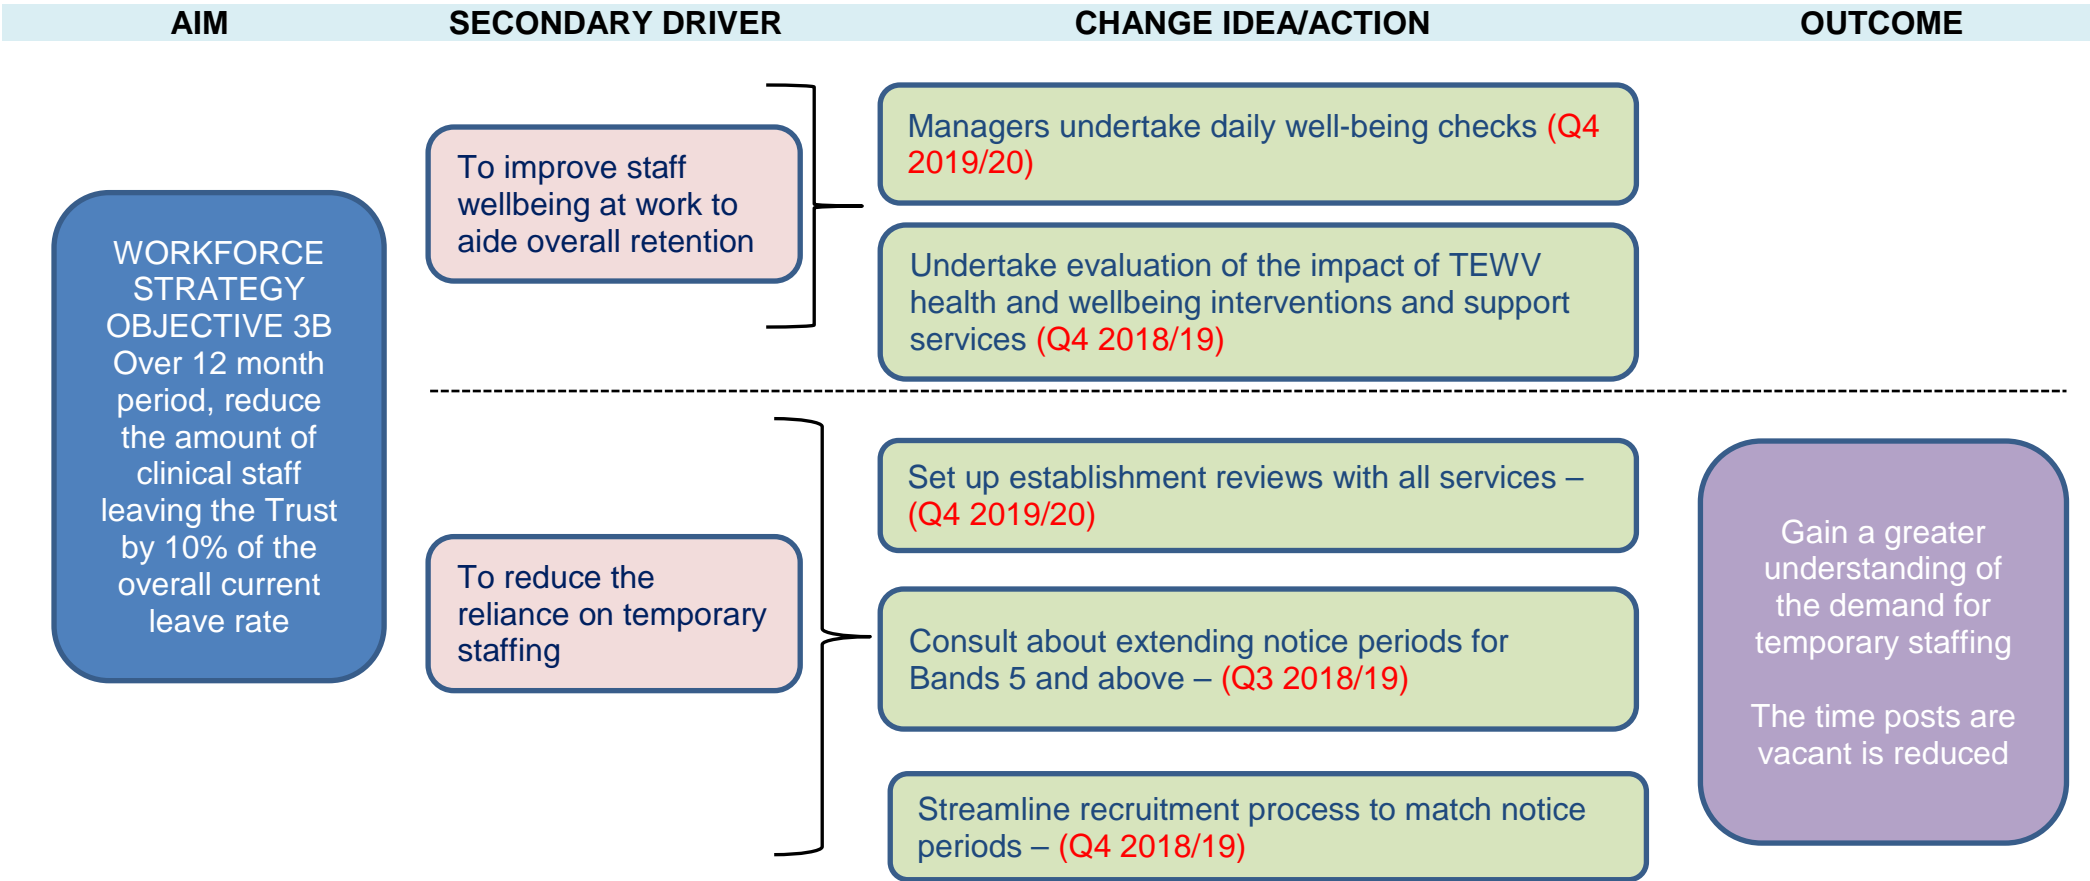 AIM
SECONDARY DRIVER
CHANGE IDEA/ACTION
OUTCOME
WORKFORCE
STRATEGY
OBJECTIVE 3B
Over 12 month
period, reduce
the amount of
clinical staff
leaving the Trust
by 10% of the
overall current
leave rate
To improve staff
wellbeing at work to
aide overall retention
Managers undertake daily well-being checks (Q4
2019/20)
Undertake evaluation of the impact of TEWV
health and wellbeing interventions and support
services (Q4 2018/19)
To reduce the
reliance on temporary
staffing
Set up establishment reviews with all services –
(Q4 2019/20)
Consult about extending notice periods for
Bands 5 and above – (Q3 2018/19)
Streamline recruitment process to match notice
periods – (Q4 2018/19)
Gain a greater
understanding of
the demand for
temporary staffing
The time posts are
vacant is reduced